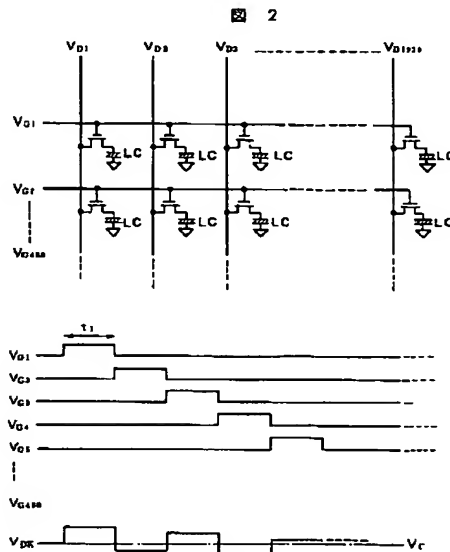 図 2
VD1 VD2 VD3 VD1920
VG1
LC LC LC LC
VG2
LC LC LC LC
VG480
t1
VG1
VG2
VG3
VG4
VG5
VG480
VDK VC